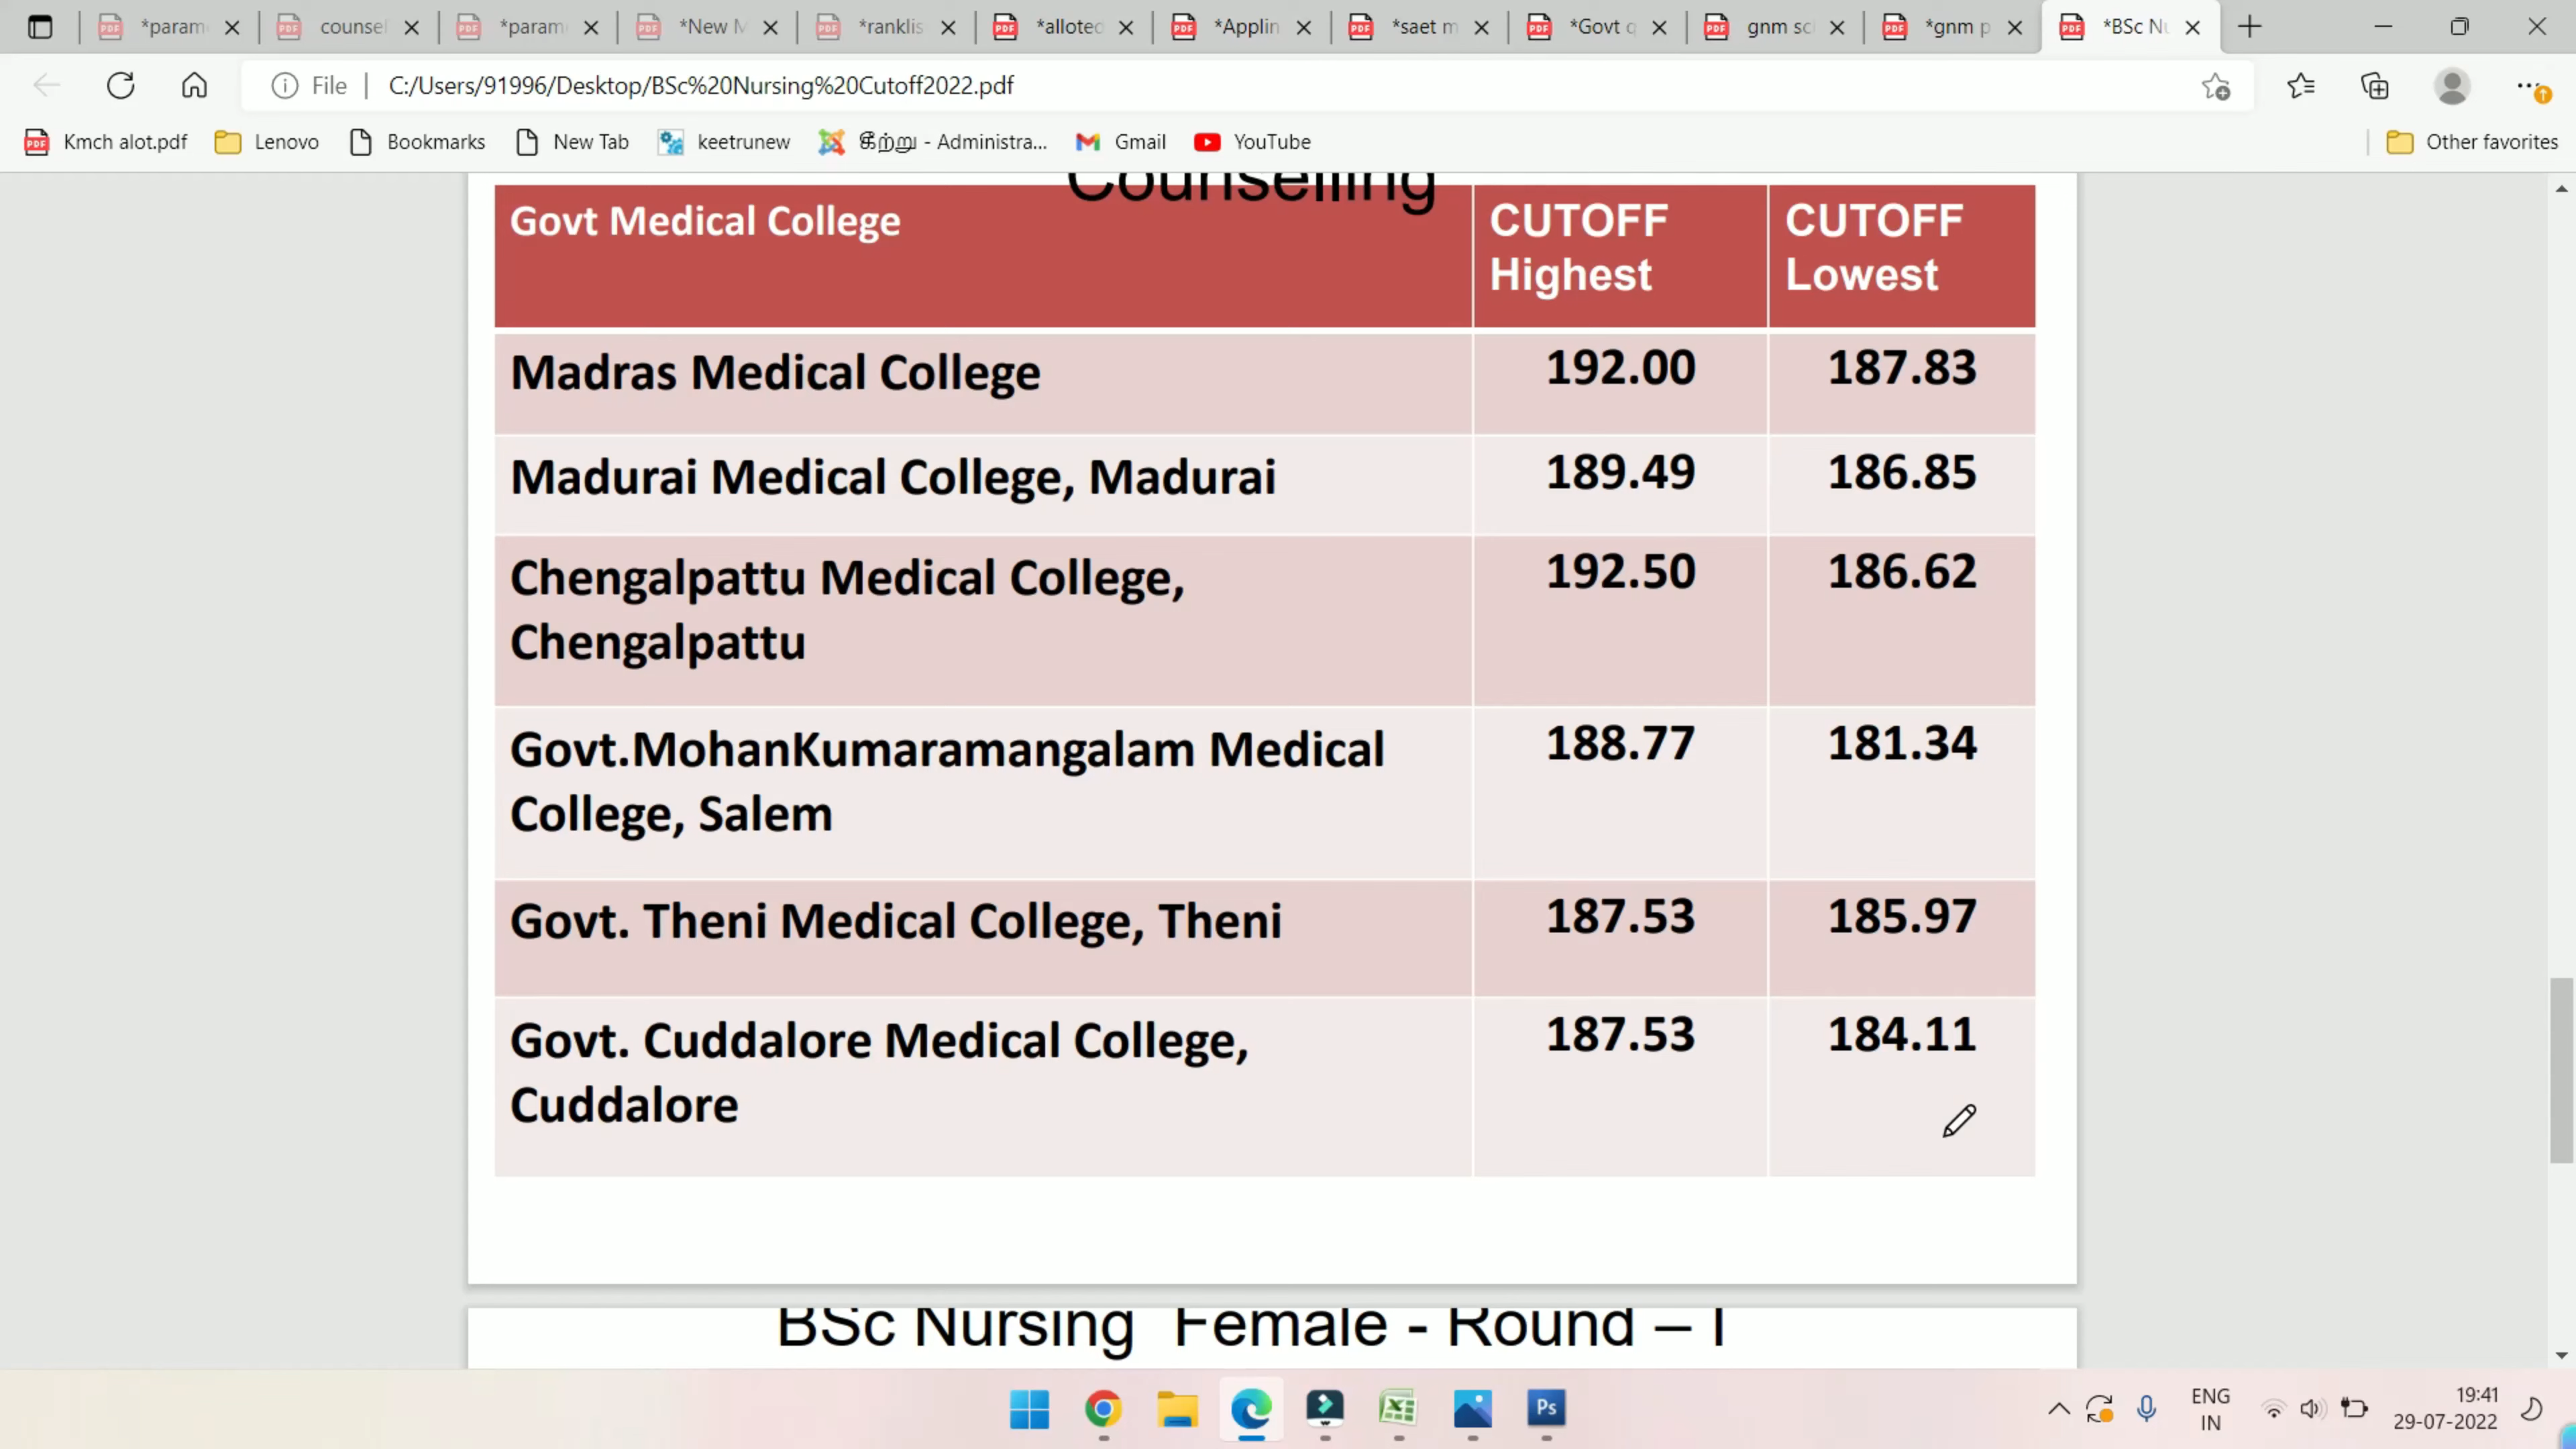 *param
counsel
*param
*New M
*ranklis
*alloted
*Applin
*saet m
*Govt q
gnm sc
*gnm p
*BSc Nu
File
C:/Users/91996/Desktop/BSc%20Nursing%20Cutoff2022.pdf
Kmch alot.pdf
Lenovo
Bookmarks
New Tab
keetrunew
கீற்று - Administra...
Gmail
YouTube
Other favorites
Counselling
Govt Medical College
CUTOFF
Highest
CUTOFF
Lowest
Madras Medical College
192.00
187.83
Madurai Medical College, Madurai
189.49
186.85
Chengalpattu Medical College,
Chengalpattu
192.50
186.62
Govt.MohanKumaramangalam Medical
College, Salem
188.77
181.34
Govt. Theni Medical College, Theni
187.53
185.97
Govt. Cuddalore Medical College,
Cuddalore
187.53
184.11
BSc Nursing Female - Round – I
Ps
ENG
IN
19:41
29-07-2022